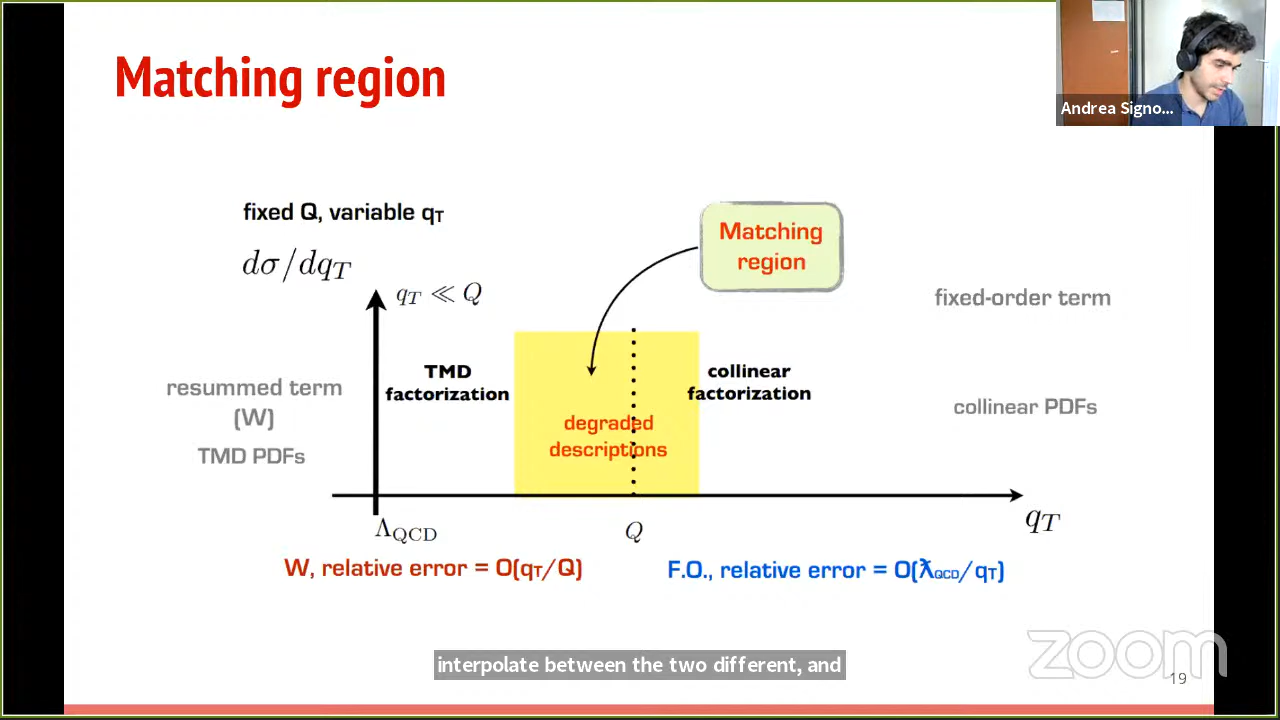 Matching region
Andrea Signo...
fixed Q, variable qT
dσ/dqT
qT ≪ Q
Matching
region
fixed-order term
TMD
factorization
collinear
factorization
resummed term
(W)
TMD PDFs
collinear PDFs
degraded
descriptions
ΛQCD
Q
qT
W, relative error = O(qT/Q)
F.O., relative error = O(ƛQCD/qT)
interpolate between the two different, and
zoom
19